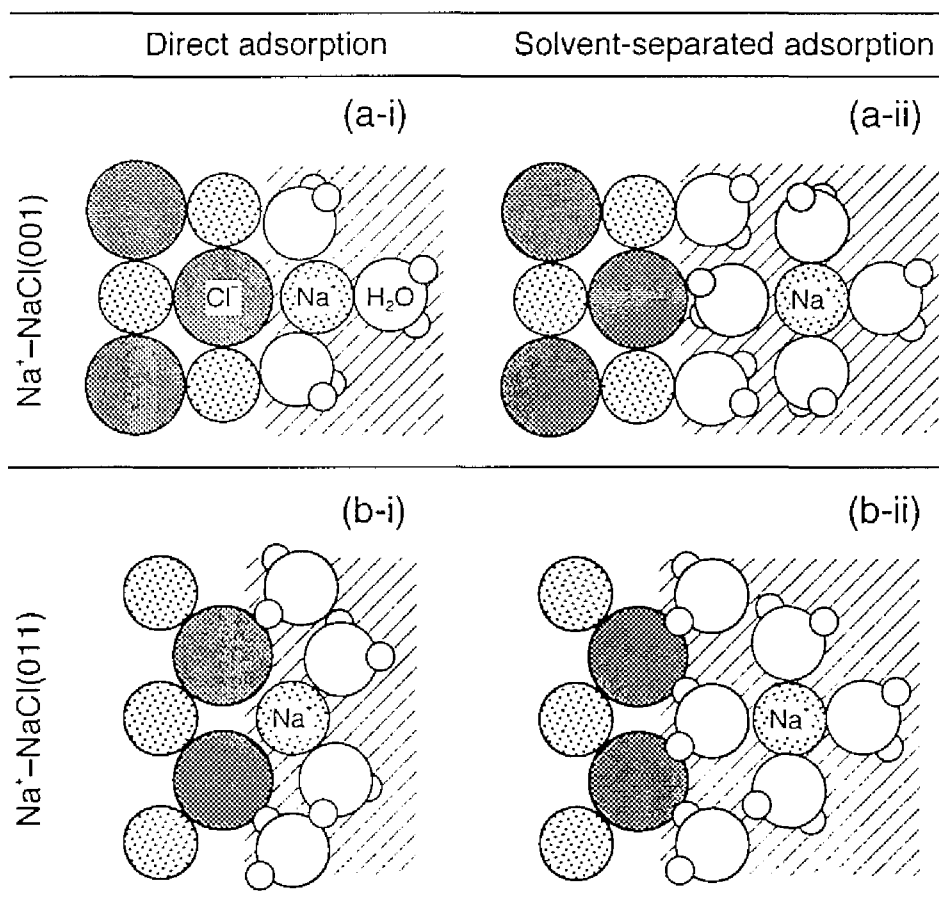 Direct adsorption Solvent-separated adsorption
(a-i) (a-ii)
Na⁺–NaCl(001)
Cl⁻ Na⁺ H₂O Na⁺
(b-i) (b-ii)
Na⁺–NaCl(011)
Na⁺ Na⁺